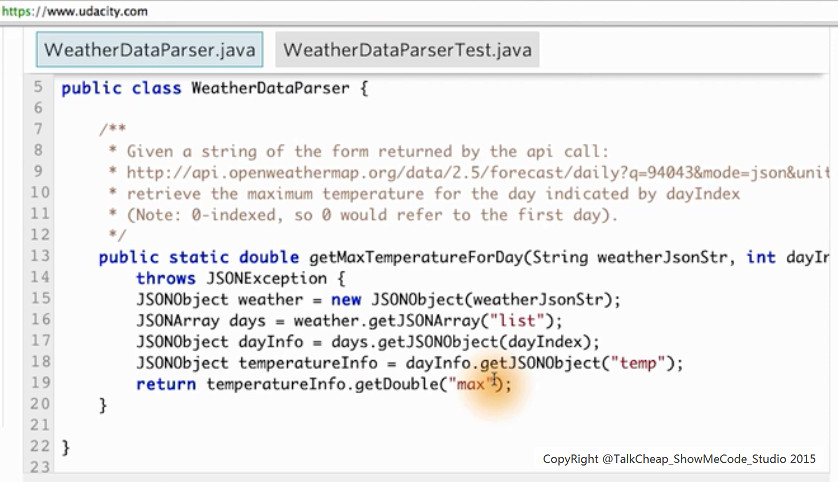 https://www.udacity.com
WeatherDataParser.java WeatherDataParserTest.java
5 public class WeatherDataParser {
6
7 /**
8 * Given a string of the form returned by the api call:
9 * http://api.openweathermap.org/data/2.5/forecast/daily?q=94043&mode=json&unit
10 * retrieve the maximum temperature for the day indicated by dayIndex
11 * (Note: 0-indexed, so 0 would refer to the first day).
12 */
13 public static double getMaxTemperatureForDay(String weatherJsonStr, int dayIr
14 throws JSONException {
15 JSONObject weather = new JSONObject(weatherJsonStr);
16 JSONArray days = weather.getJSONArray("list");
17 JSONObject dayInfo = days.getJSONObject(dayIndex);
18 JSONObject temperatureInfo = dayInfo.getJSONObject("temp");
19 return temperatureInfo.getDouble("max");
20 }
21
22 }
23
CopyRight @TalkCheap_ShowMeCode_Studio 2015